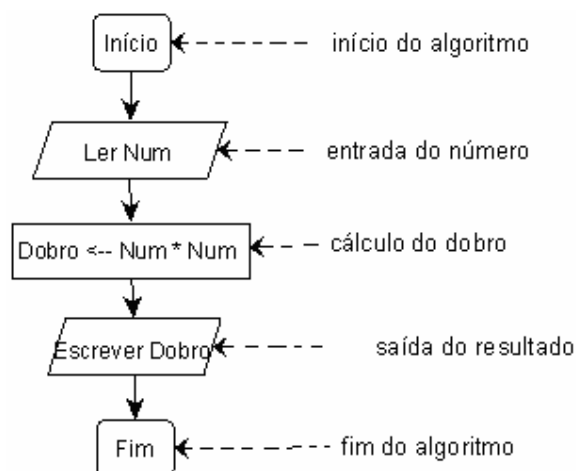 Início
início do algoritmo
Ler Num
entrada do número
Dobro <-- Num * Num
cálculo do dobro
Escrever Dobro
saída do resultado
Fim
fim do algoritmo